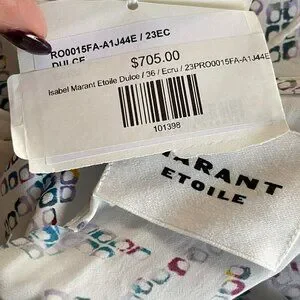 RO0015FA-A1J44E / 23EC
DULCE
$705.00
Isabel Marant Etoile Dulce / 36 / Ecru / 23PRO0015FA-A1J44E
101398
MARANT
ETOILE